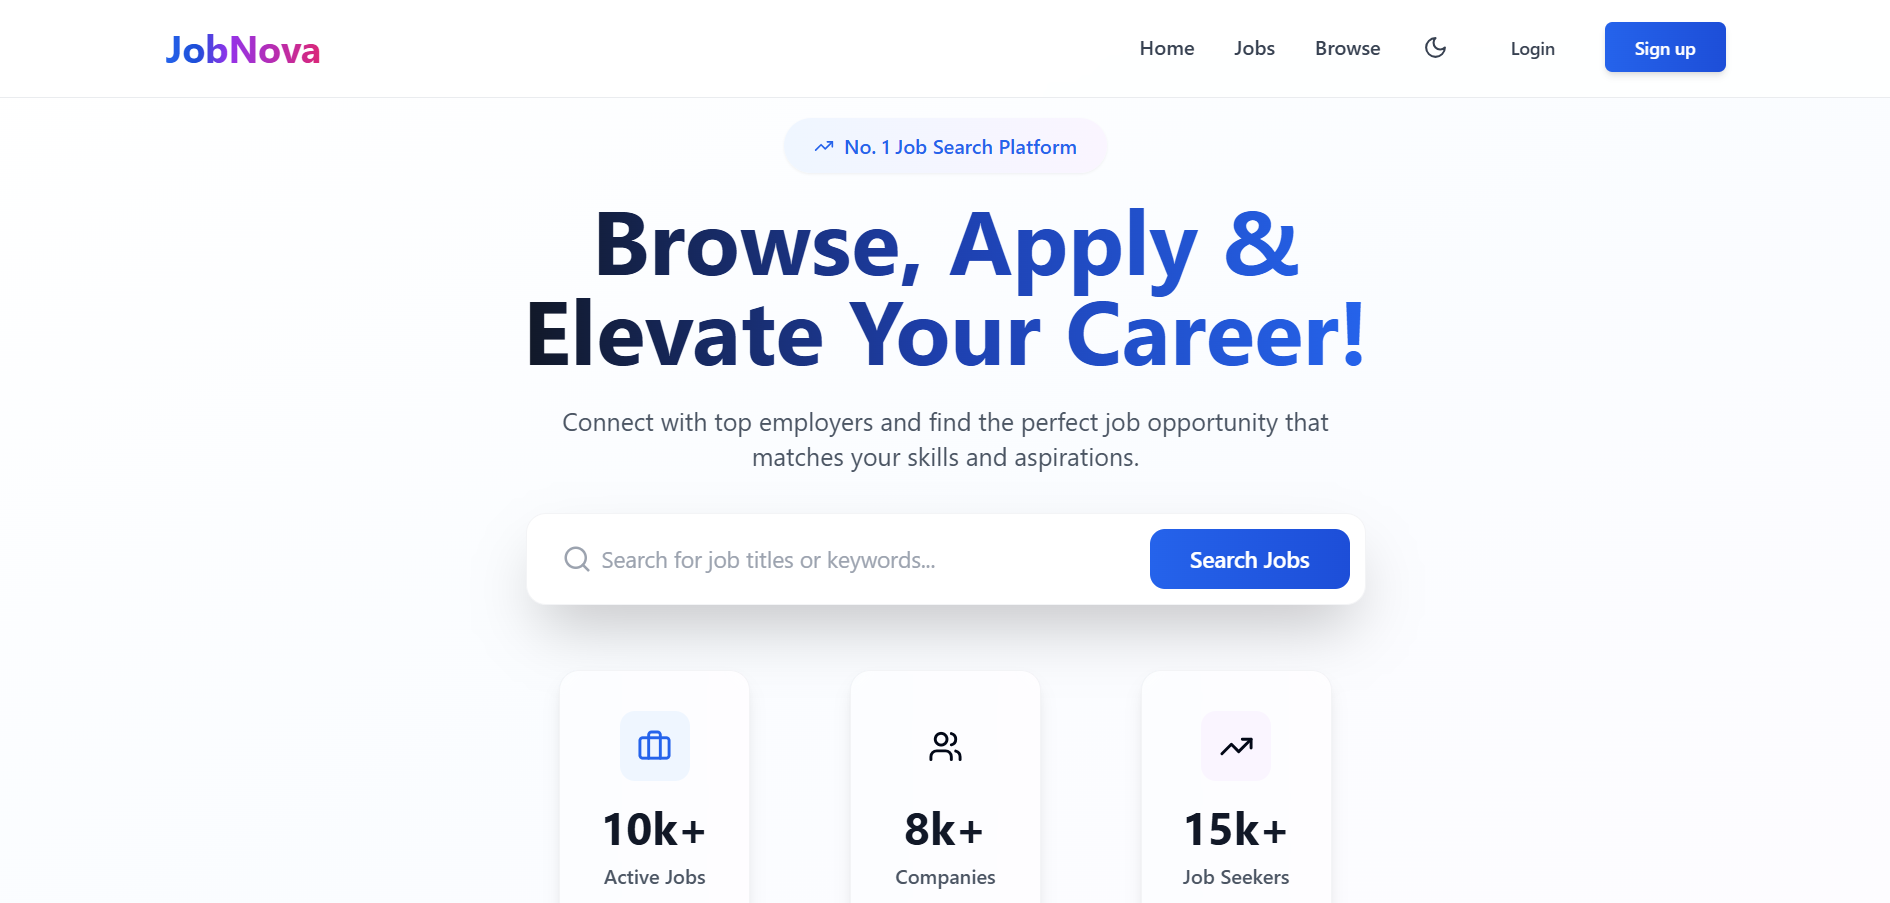 JobNova
Home
Jobs
Browse
Login
Sign up
No. 1 Job Search Platform
Browse, Apply &
Elevate Your Career!
Connect with top employers and find the perfect job opportunity that
matches your skills and aspirations.
Search for job titles or keywords...
Search Jobs
10k+
Active Jobs
8k+
Companies
15k+
Job Seekers